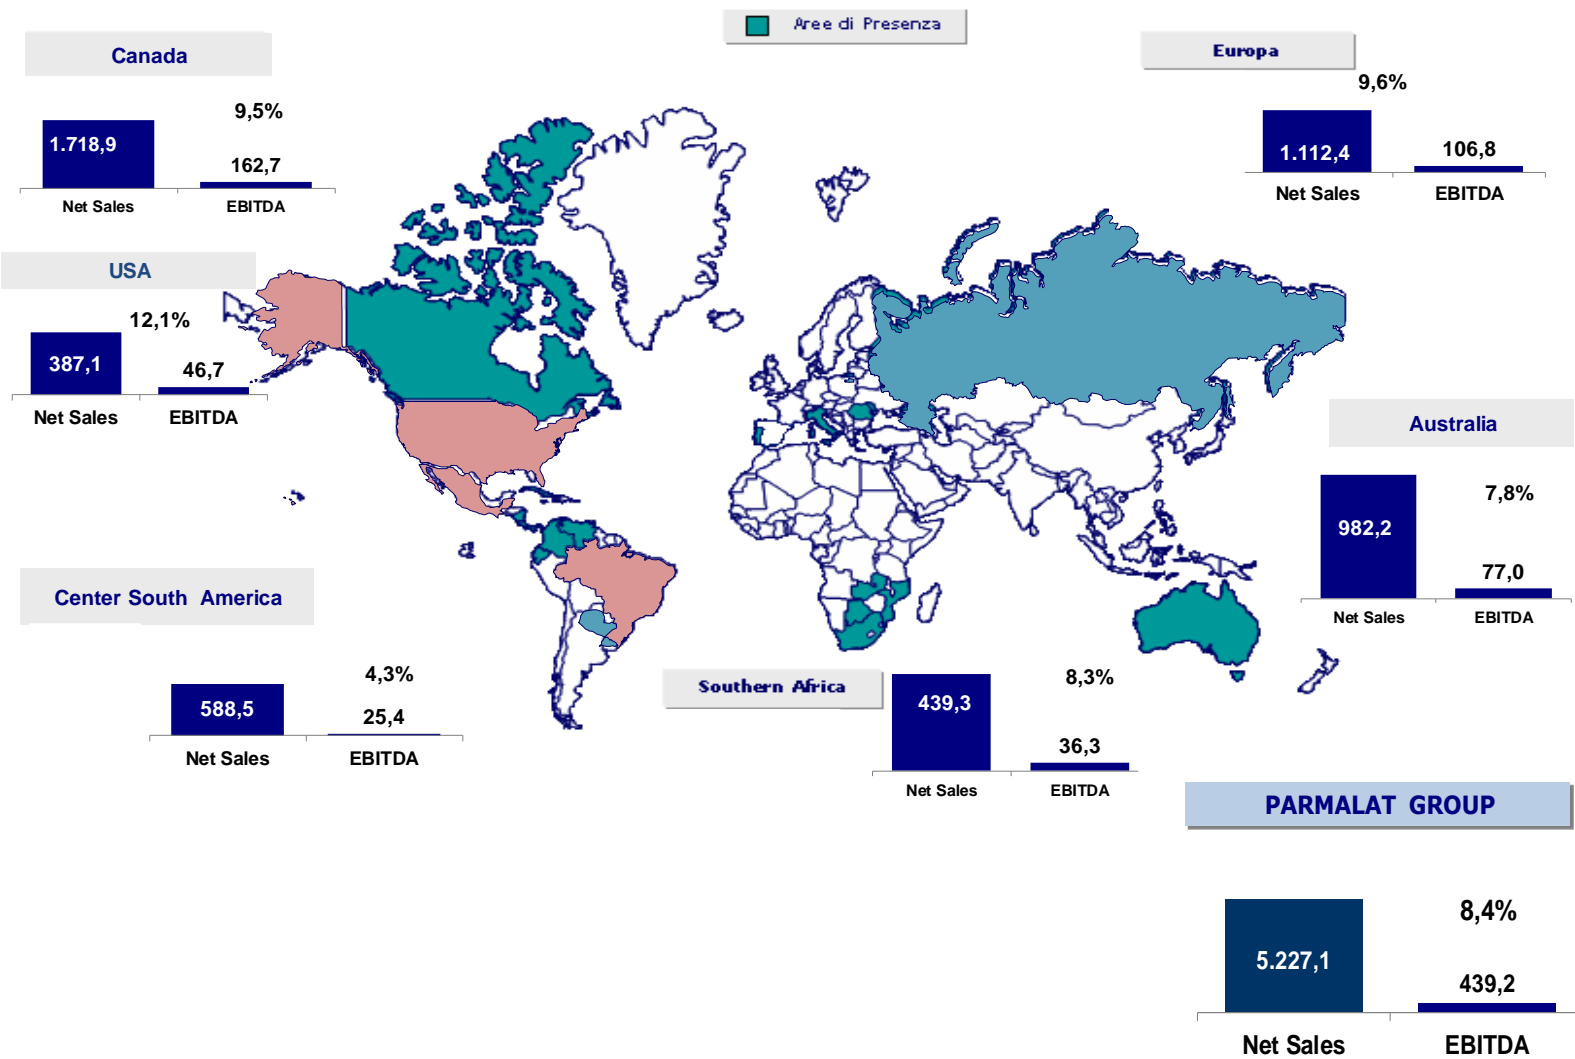 Aree di Presenza
Canada
9,5%
1.718,9
162,7
Net Sales
EBITDA
Europa
9,6%
1.112,4
106,8
Net Sales
EBITDA
USA
12,1%
387,1
46,7
Net Sales
EBITDA
Australia
7,8%
982,2
77,0
Net Sales
EBITDA
Center South America
4,3%
588,5
25,4
Net Sales
EBITDA
Southern Africa
8,3%
439,3
36,3
Net Sales
EBITDA
PARMALAT GROUP
8,4%
5.227,1
439,2
Net Sales
EBITDA